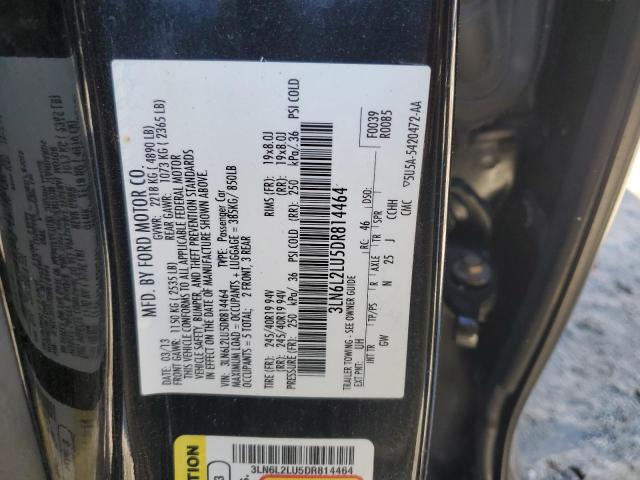 MFD. BY FORD MOTOR CO.
03/13 GVWR: 2218 KG ( 4890 LB)
FRONT GAWR: 1150 KG (2535 LB) REAR GAWR: 1073 KG ( 2365 LB)
THIS VEHICLE CONFORMS TO ALL APPLICABLE FEDERAL MOTOR
VEHICLE SAFETY, BUMPER, AND THEFT PREVENTION STANDARDS
IN EFFECT ON THE DATE OF MANUFACTURE SHOWN ABOVE.
VIN: 3LN6L2LU5DR814464 TYPE: Passenger Car
MAXIMUM LOAD= OCCUPANTS + LUGGAGE = 385KG/ 850LB
OCCUPANTS = 5 TOTAL: 2 FRONT, 3 REAR
TIRE (FR): 245/40R19 94V RIMS (FR): 19x8.0J
TIRE (RR): 245/40R19 94V RIMS (RR): 19x8.0J
PRESSURE (FR): 250 kPa/ 36 PSI COLD (RR): 250 kPa/ 36 PSI COLD
3LN6L2LU5DR814464
TRAILER TOWING - SEE OWNER GUIDE F0039
R0085
EXT PNT: UH RC: 46 DSO:
INT TR TP/PS R AXLE TR SPR
GW N 25 J CCHH
CMC 5U5A-5420472-AA
3LN6L2LU5DR814464